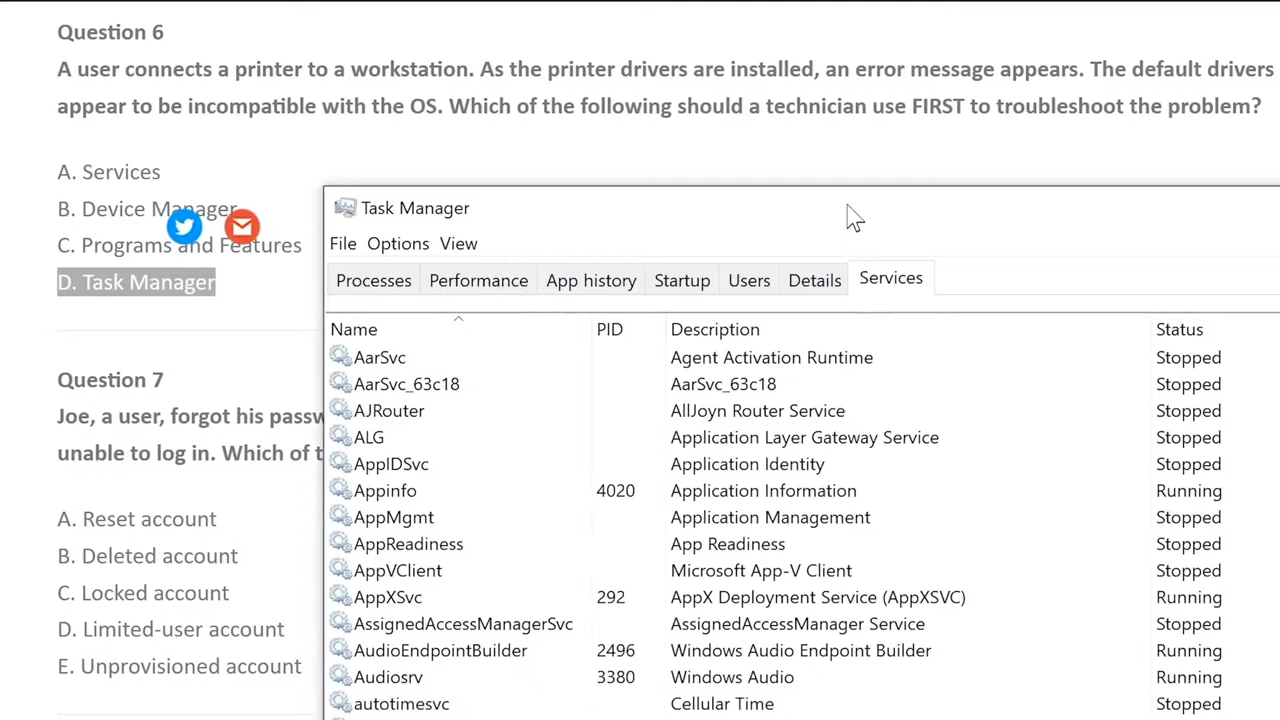 Question 6
A user connects a printer to a workstation. As the printer drivers are installed, an error message appears. The default drivers
appear to be incompatible with the OS. Which of the following should a technician use FIRST to troubleshoot the problem?
A. Services
B. Device Manager
C. Programs and Features
D. Task Manager
Question 7
Joe, a user, forgot his passw
unable to log in. Which of t
A. Reset account
B. Deleted account
C. Locked account
D. Limited-user account
E. Unprovisioned account
Task Manager
File Options View
Processes Performance App history Startup Users Details Services
Name PID Description Status
AarSvc Agent Activation Runtime Stopped
AarSvc_63c18 AarSvc_63c18 Stopped
AJRouter AllJoyn Router Service Stopped
ALG Application Layer Gateway Service Stopped
AppIDSvc Application Identity Stopped
Appinfo 4020 Application Information Running
AppMgmt Application Management Stopped
AppReadiness App Readiness Stopped
AppVClient Microsoft App-V Client Stopped
AppXSvc 292 AppX Deployment Service (AppXSVC) Running
AssignedAccessManagerSvc AssignedAccessManager Service Stopped
AudioEndpointBuilder 2496 Windows Audio Endpoint Builder Running
Audiosrv 3380 Windows Audio Running
autotimesvc Cellular Time Stopped